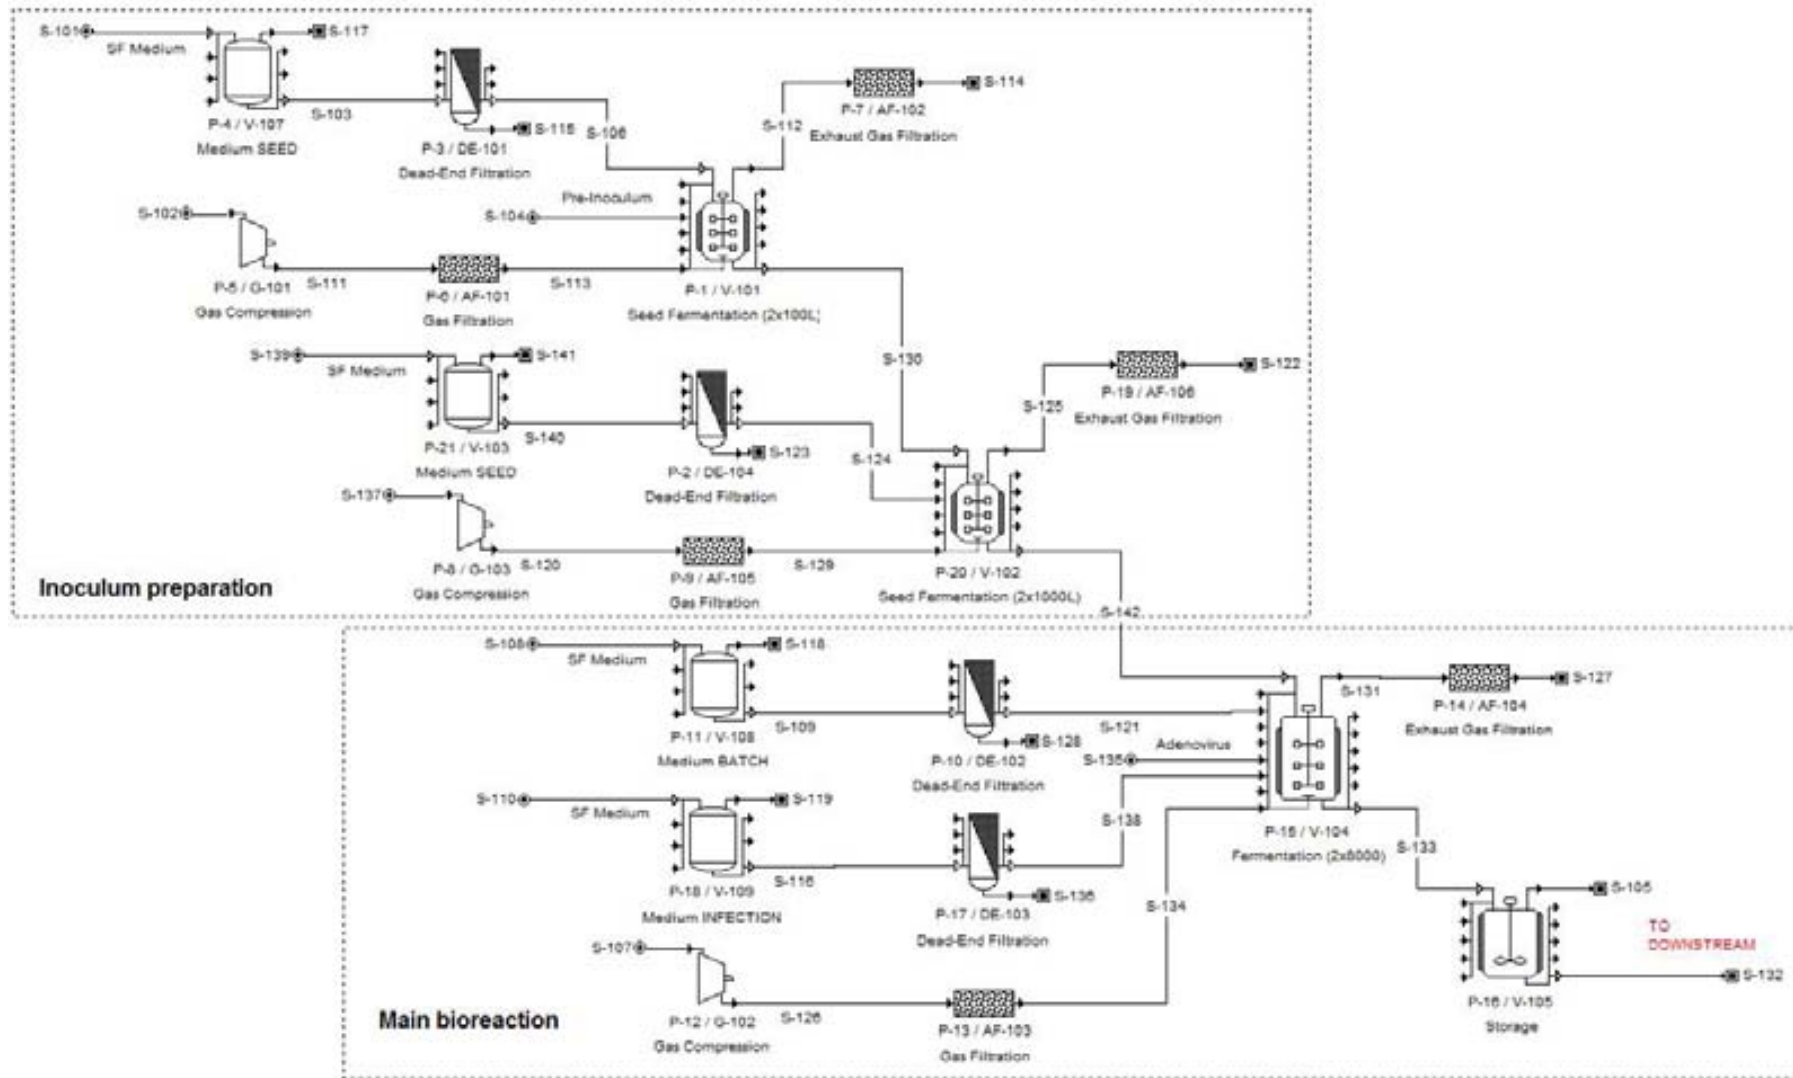 S-101
SF Medium
S-117
P-4 / V-107
Medium SEED
S-103
P-3 / DE-101
Dead-End Filtration
S-115
S-106
S-112
P-7 / AF-102
Exhaust Gas Filtration
S-114
S-102
P-5 / G-101
Gas Compression
S-111
P-6 / AF-101
Gas Filtration
S-113
Pre-Inoculum
S-104
P-1 / V-101
Seed Fermentation (2x100L)
S-130
S-139
SF Medium
S-141
P-21 / V-103
Medium SEED
S-140
P-2 / DE-104
Dead-End Filtration
S-123
S-124
S-125
P-19 / AF-106
Exhaust Gas Filtration
S-122
S-137
P-8 / G-103
Gas Compression
S-120
P-9 / AF-105
Gas Filtration
S-129
P-20 / V-102
Seed Fermentation (2x1000L)
S-142
Inoculum preparation
S-108
SF Medium
S-118
P-11 / V-108
Medium BATCH
S-109
P-10 / DE-102
Dead-End Filtration
S-128
S-121
Adenovirus
S-135
S-131
P-14 / AF-104
Exhaust Gas Filtration
S-127
S-110
SF Medium
S-119
P-18 / V-109
Medium INFECTION
S-116
P-17 / DE-103
Dead-End Filtration
S-136
S-138
P-15 / V-104
Fermentation (2x8000)
S-133
S-107
P-12 / G-102
Gas Compression
S-126
P-13 / AF-103
Gas Filtration
S-134
S-105
TO
DOWNSTREAM
S-132
P-16 / V-105
Storage
Main bioreaction